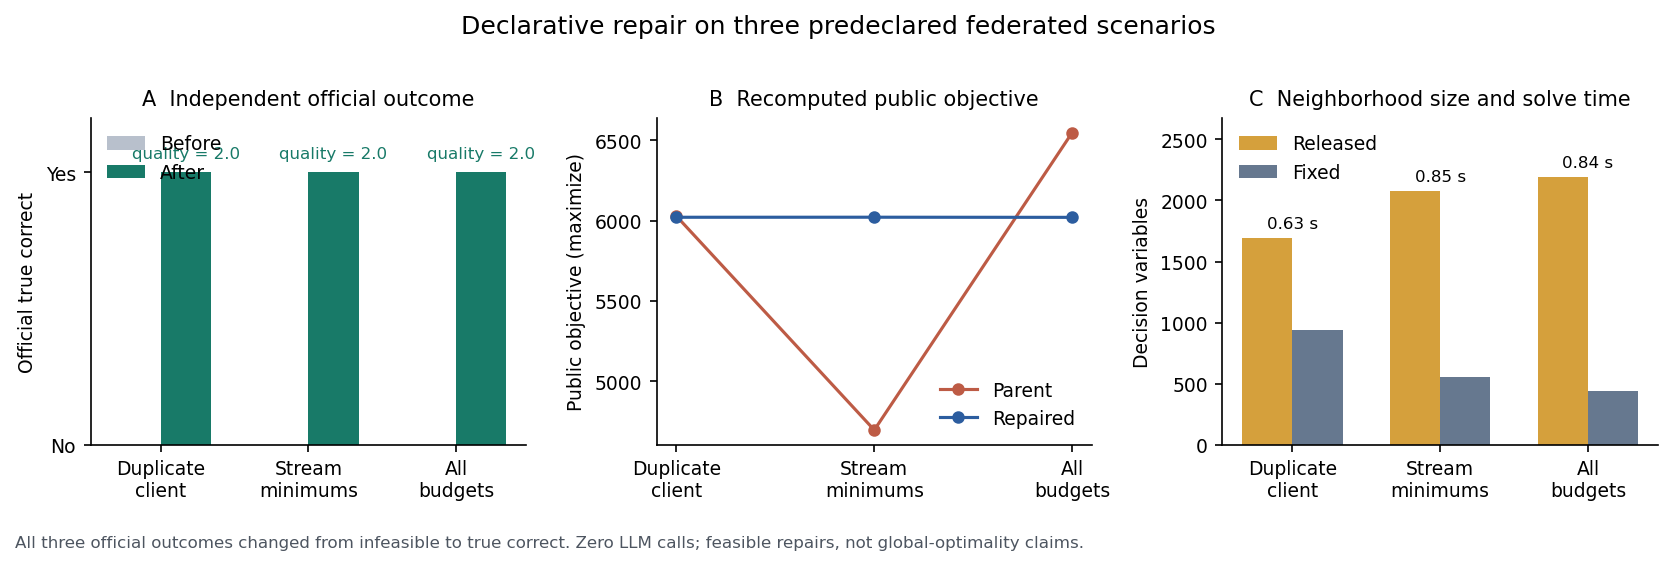 Declarative repair on three predeclared federated scenarios
A  Independent official outcome
Before
After
quality = 2.0
quality = 2.0
quality = 2.0
Official true correct
Yes
No
Duplicate
client
Stream
minimums
All
budgets
B  Recomputed public objective
Public objective (maximize)
6500
6000
5500
5000
Parent
Repaired
Duplicate
client
Stream
minimums
All
budgets
C  Neighborhood size and solve time
Released
Fixed
0.63 s
0.85 s
0.84 s
Decision variables
2500
2000
1500
1000
500
0
Duplicate
client
Stream
minimums
All
budgets
All three official outcomes changed from infeasible to true correct. Zero LLM calls; feasible repairs, not global-optimality claims.